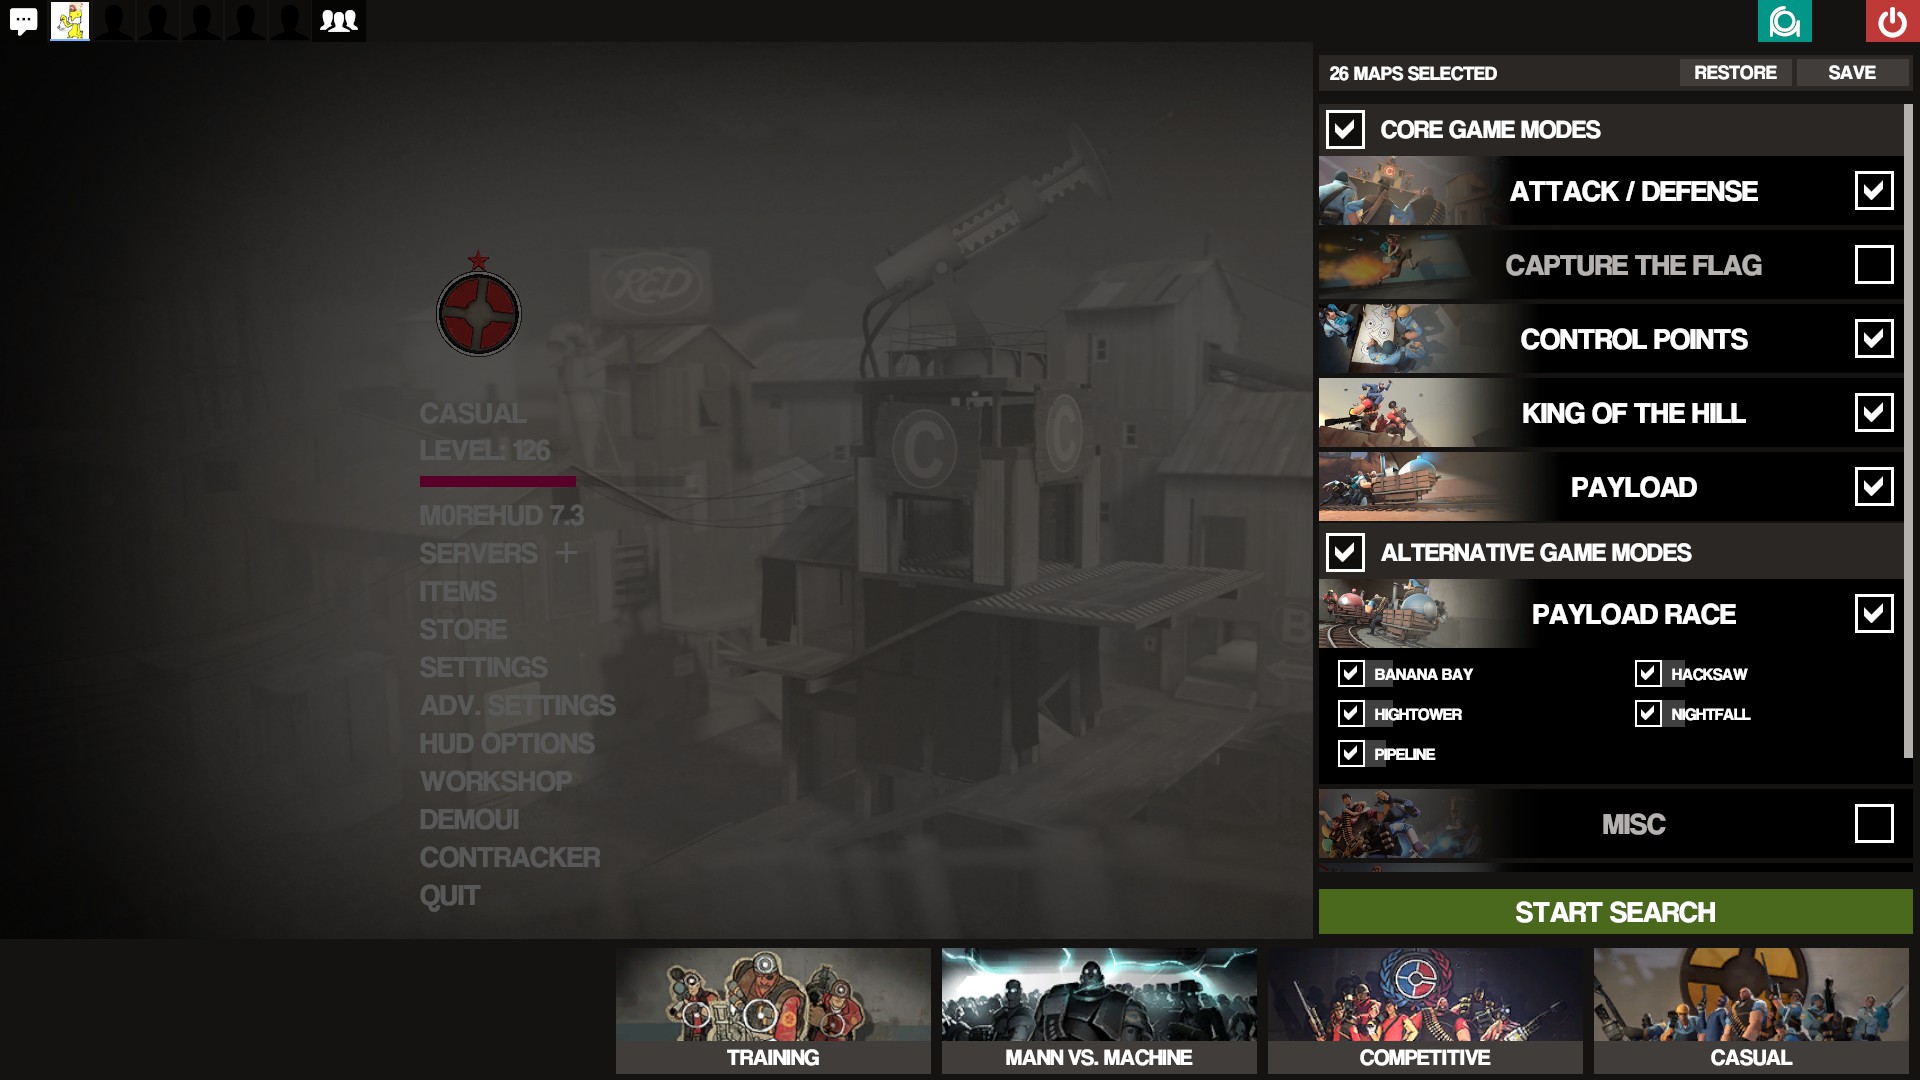 26 MAPS SELECTED
RESTORE
SAVE
CORE GAME MODES
ATTACK / DEFENSE
CAPTURE THE FLAG
CONTROL POINTS
KING OF THE HILL
PAYLOAD
ALTERNATIVE GAME MODES
PAYLOAD RACE
BANANA BAY
HACKSAW
HIGHTOWER
NIGHTFALL
PIPELINE
MISC
START SEARCH
RED
C
C
B
CASUAL
LEVEL: 126
M0REHUD 7.3
SERVERS +
ITEMS
STORE
SETTINGS
ADV. SETTINGS
HUD OPTIONS
WORKSHOP
DEMOUI
CONTRACKER
QUIT
TRAINING
MANN VS. MACHINE
COMPETITIVE
CASUAL